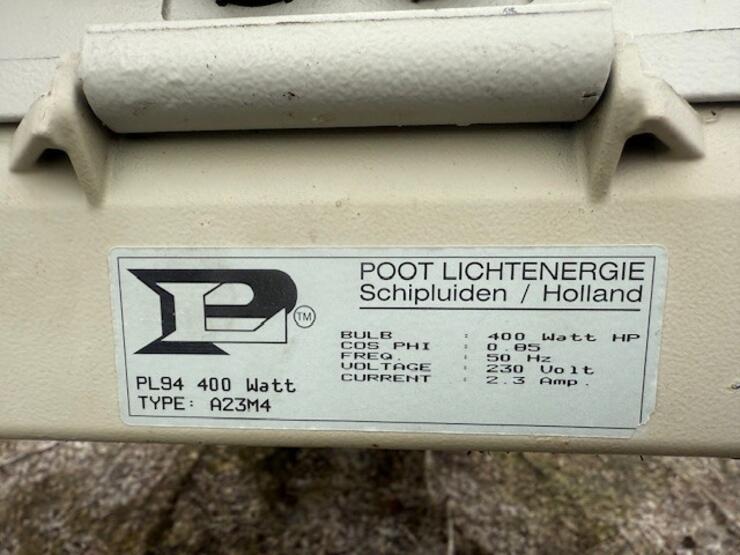 POOT LICHTENERGIE
Schipluiden / Holland
PL TM
BULB : 400 Watt HP
COS PHI : 0.85
FREQ. : 50 Hz
VOLTAGE : 230 Volt
CURRENT : 2.3 Amp.
PL94 400 Watt
TYPE: A23M4